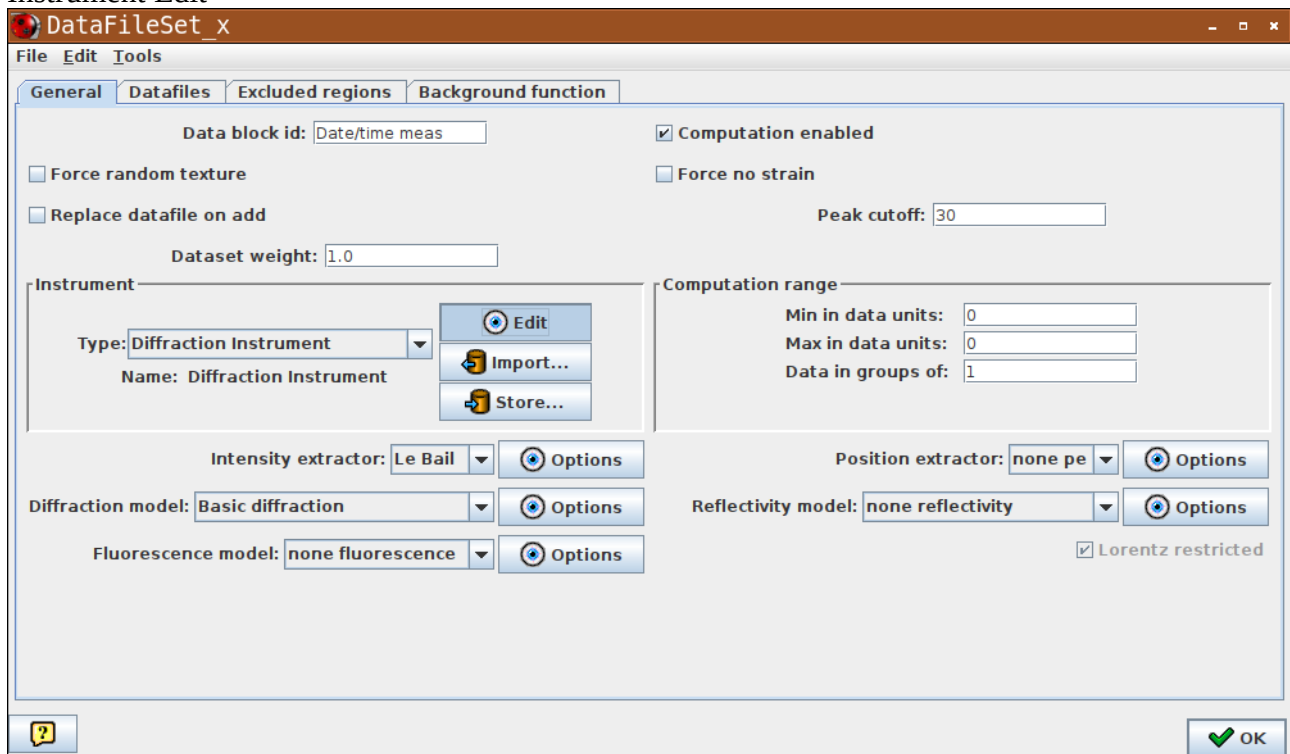 Instrument Edit
DataFileSet_x
File Edit Tools
General Datafiles Excluded regions Background function
Data block id: Date/time meas
Computation enabled
Force random texture
Force no strain
Replace datafile on add
Peak cutoff: 30
Dataset weight: 1.0
Instrument
Type: Diffraction Instrument
Name: Diffraction Instrument
Edit
Import...
Store...
Computation range
Min in data units: 0
Max in data units: 0
Data in groups of: 1
Intensity extractor: Le Bail Options
Position extractor: none pe Options
Diffraction model: Basic diffraction Options
Reflectivity model: none reflectivity Options
Fluorescence model: none fluorescence Options
Lorentz restricted
?
OK